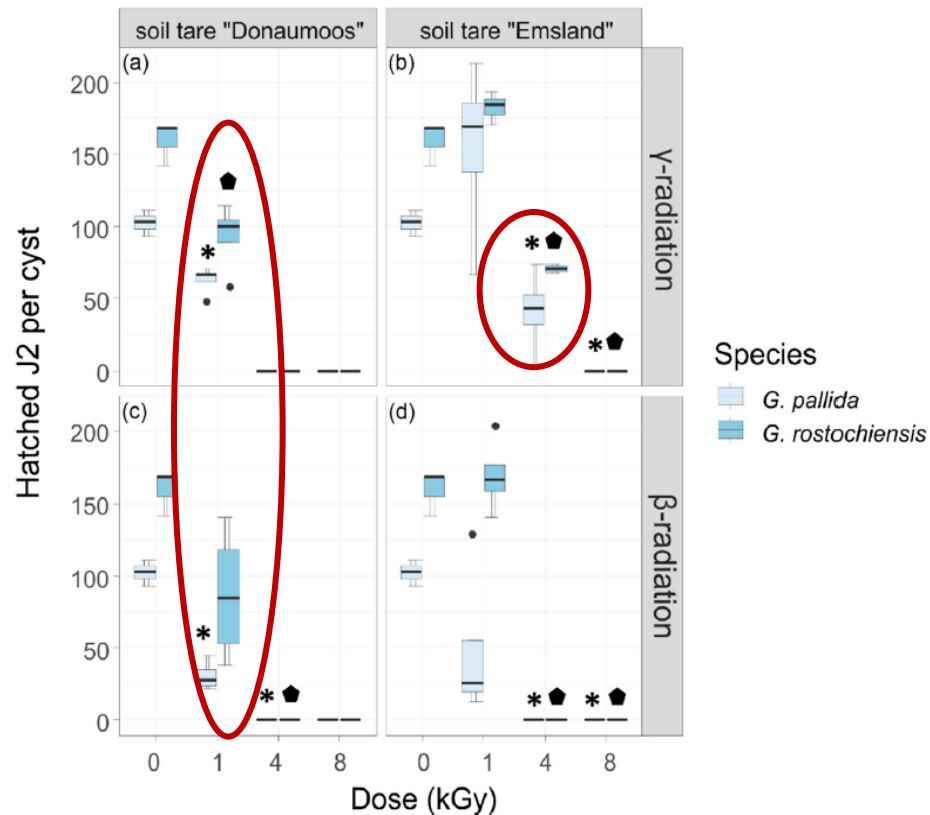 soil tare "Donaumoos"
soil tare "Emsland"
(a)
(b)
200
150
100
50
0
* 
*
*
γ-radiation
Hatched J2 per cyst
Species
G. pallida
G. rostochiensis
(c)
(d)
200
150
100
50
0
*
*
*
*
β-radiation
0
1
4
8
0
1
4
8
Dose (kGy)